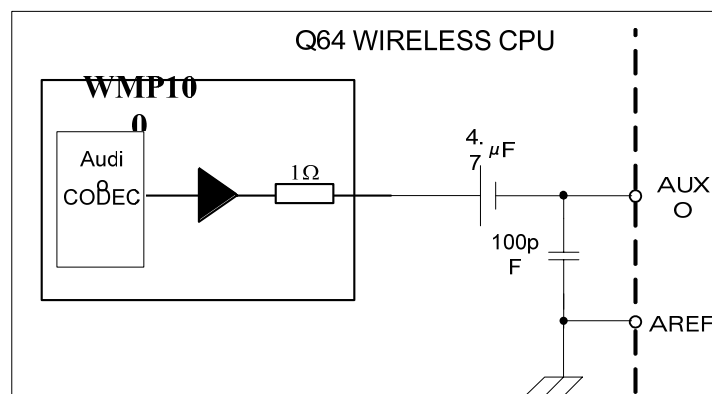 Q64 WIRELESS CPU
WMP10
0
Audi
o
CODEC
1Ω
4.
7 µF
100p
F
AUX
O
AREF